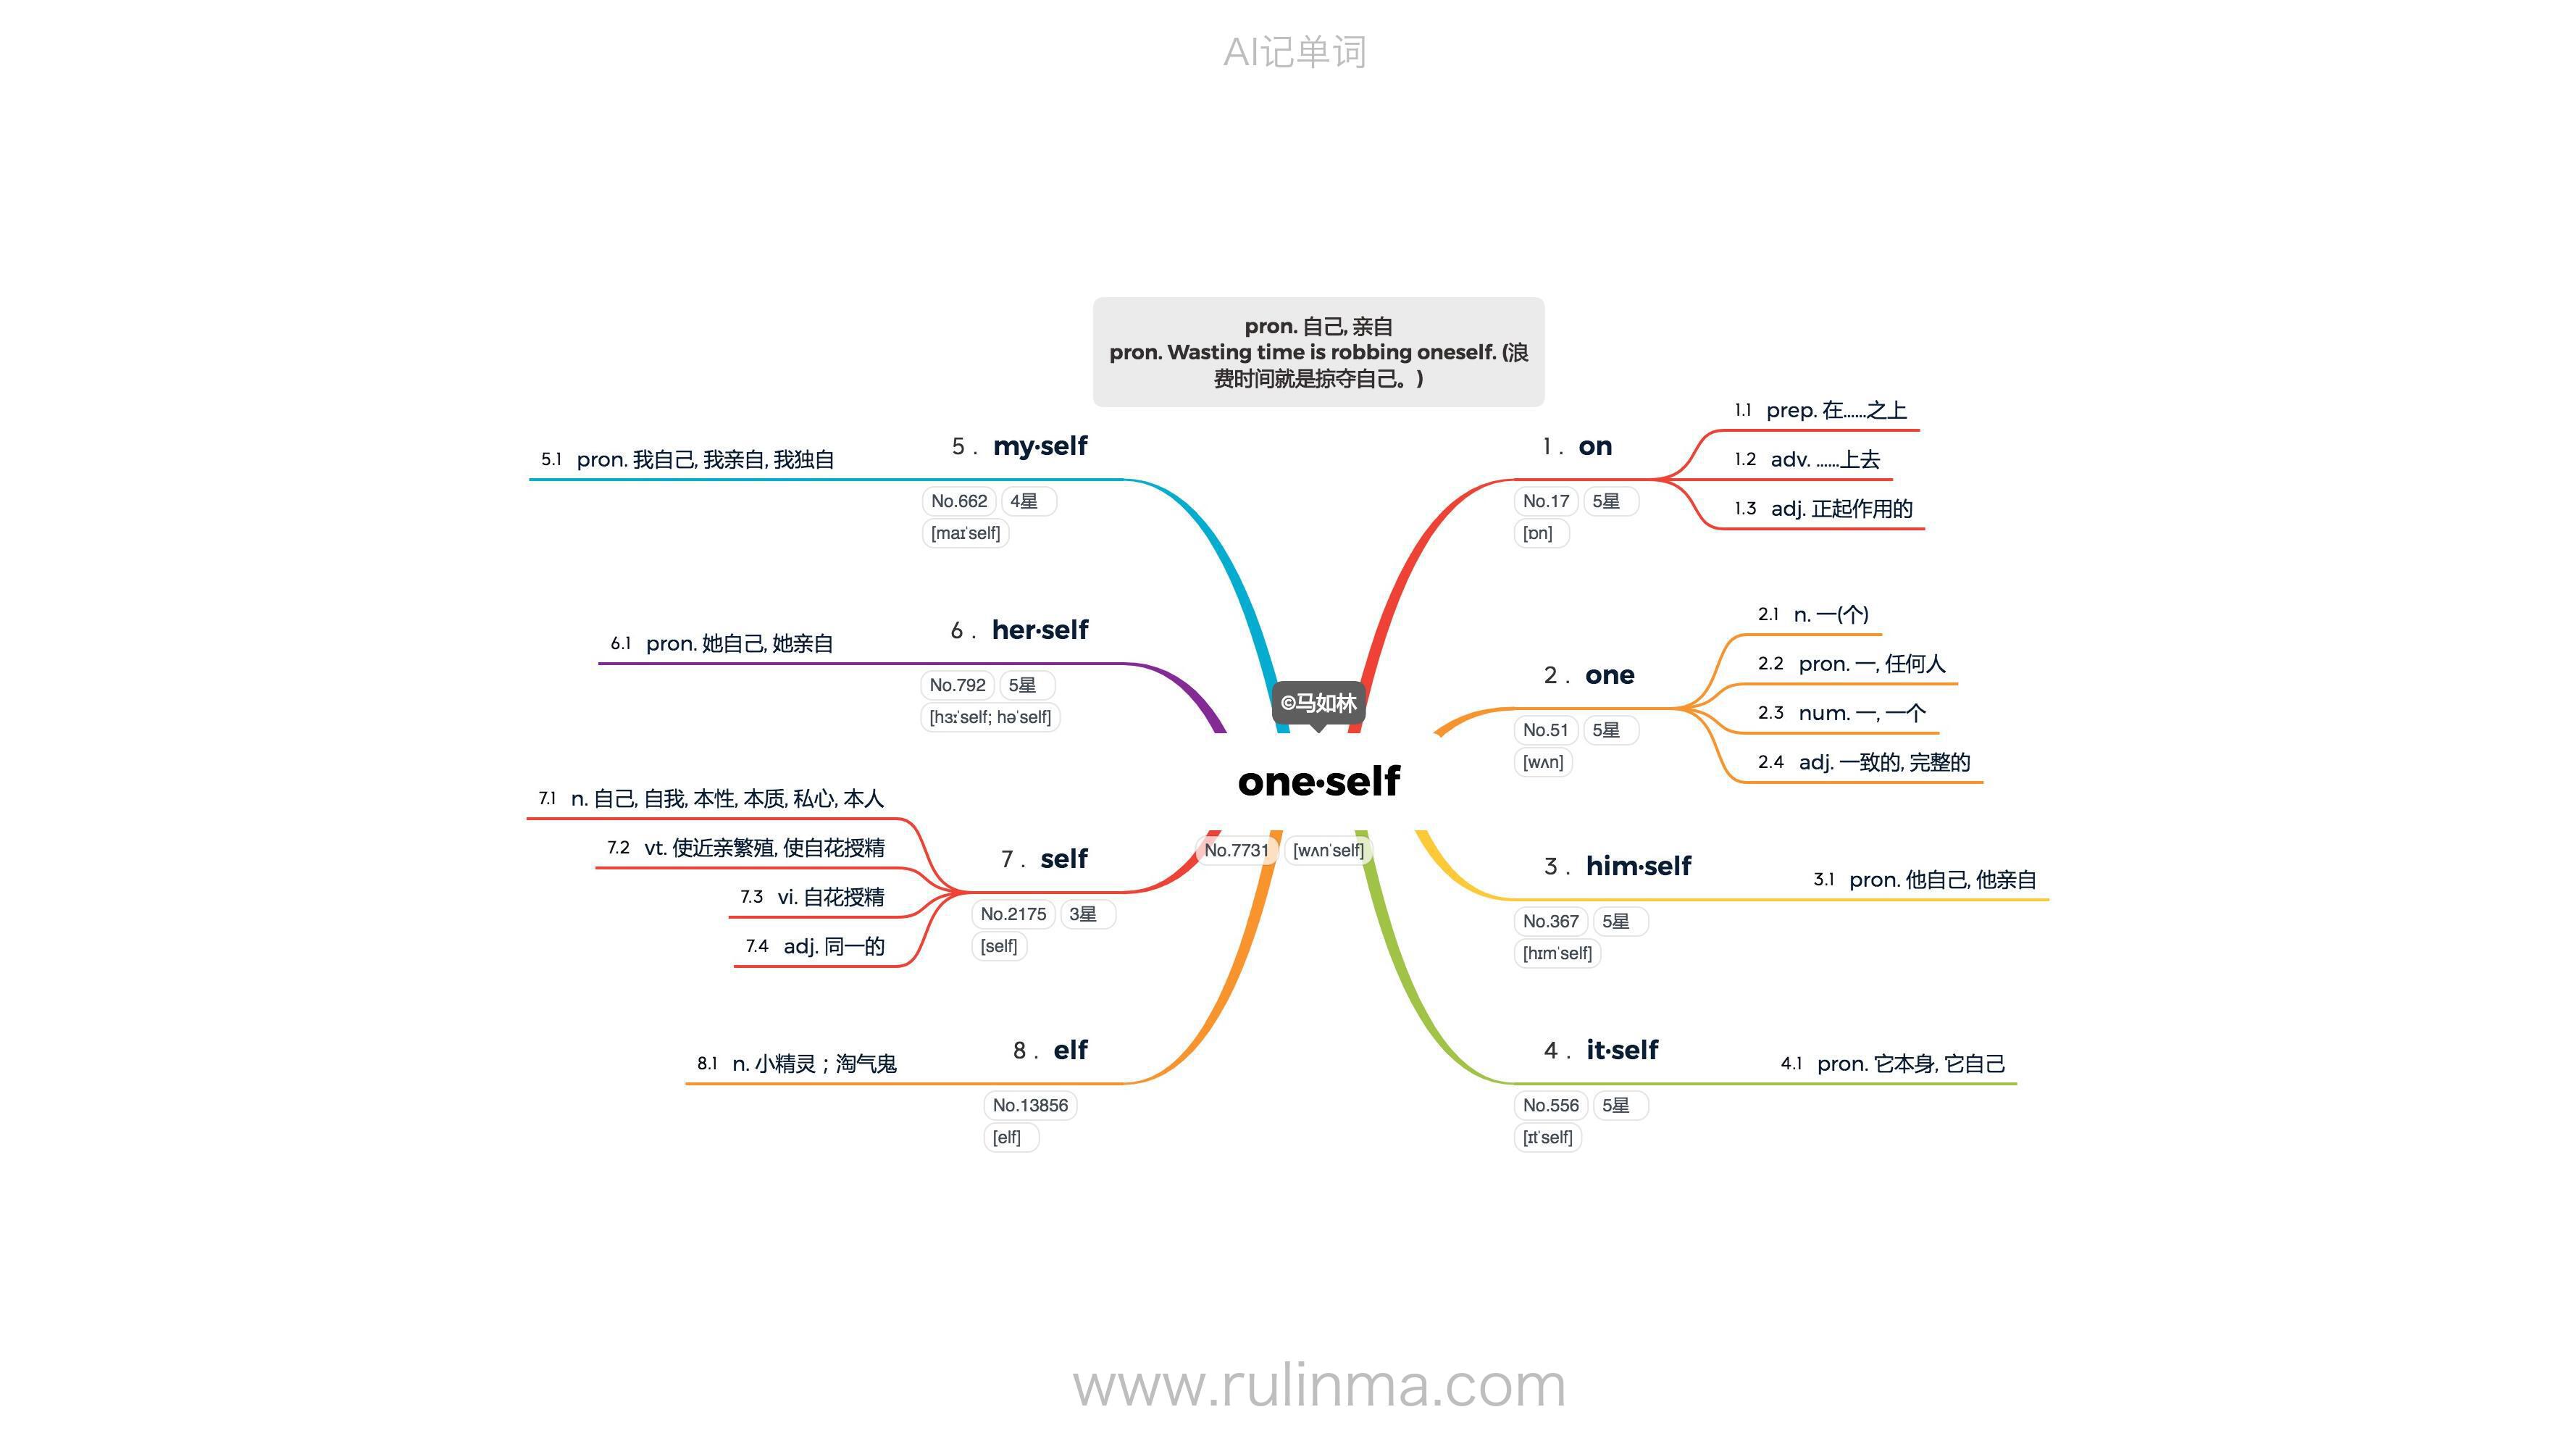 AI记单词
pron. 自己, 亲自
pron. Wasting time is robbing oneself. (浪
费时间就是掠夺自己。)
©马如林
one·self
No.7731 [wʌnˈself]
1 . on
No.17 5星
[ɒn]
1.1 prep. 在……之上
1.2 adv. ……上去
1.3 adj. 正起作用的
2 . one
No.51 5星
[wʌn]
2.1 n. 一(个)
2.2 pron. 一, 任何人
2.3 num. 一, 一个
2.4 adj. 一致的, 完整的
3 . him·self
No.367 5星
[hɪmˈself]
3.1 pron. 他自己, 他亲自
4 . it·self
No.556 5星
[ɪtˈself]
4.1 pron. 它本身, 它自己
5 . my·self
No.662 4星
[maɪˈself]
5.1 pron. 我自己, 我亲自, 我独自
6 . her·self
No.792 5星
[hɜːˈself; həˈself]
6.1 pron. 她自己, 她亲自
7 . self
No.2175 3星
[self]
7.1 n. 自己, 自我, 本性, 本质, 私心, 本人
7.2 vt. 使近亲繁殖, 使自花授精
7.3 vi. 自花授精
7.4 adj. 同一的
8 . elf
No.13856
[elf]
8.1 n. 小精灵；淘气鬼
www.rulinma.com